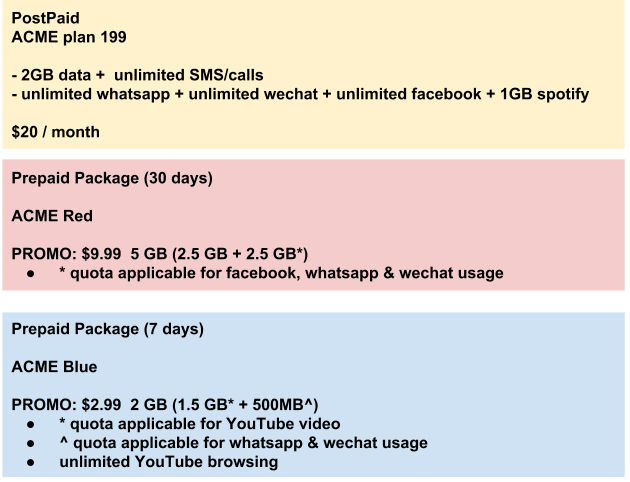 PostPaid
ACME plan 199
- 2GB data + unlimited SMS/calls
- unlimited whatsapp + unlimited wechat + unlimited facebook + 1GB spotify
$20 / month
Prepaid Package (30 days)
ACME Red
PROMO: $9.99 5 GB (2.5 GB + 2.5 GB*)
● * quota applicable for facebook, whatsapp & wechat usage
Prepaid Package (7 days)
ACME Blue
PROMO: $2.99 2 GB (1.5 GB* + 500MB^)
● * quota applicable for YouTube video
● ^ quota applicable for whatsapp & wechat usage
● unlimited YouTube browsing